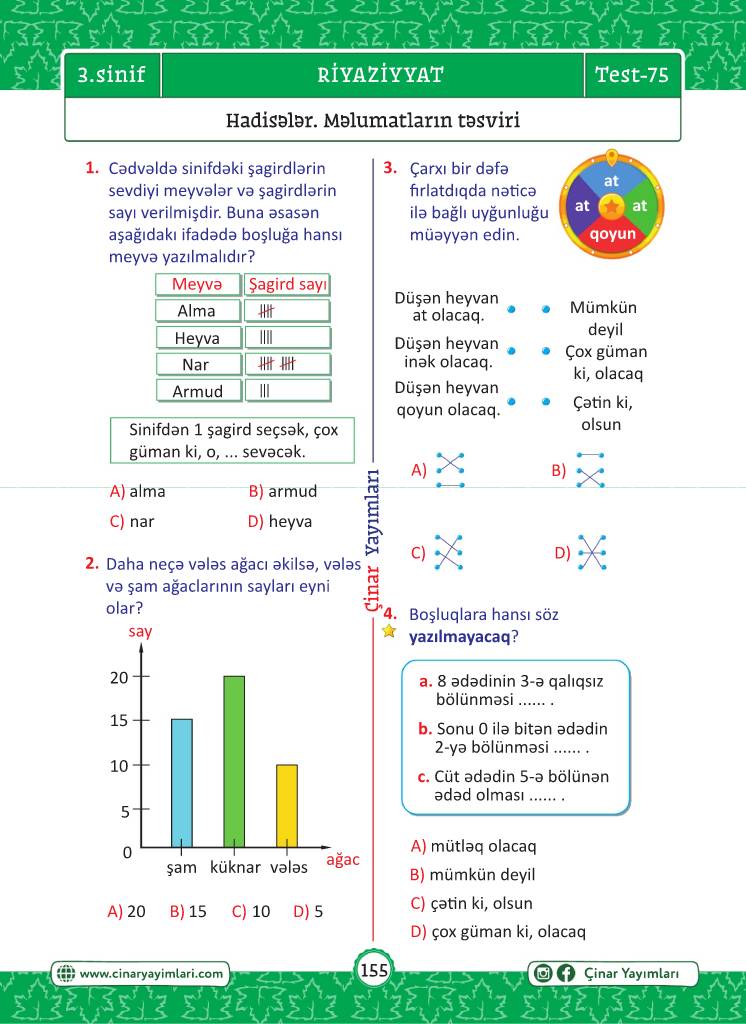 3.sinif
RİYAZİYYAT
Test-75
Hadisələr. Məlumatların təsviri
1. Cədvəldə sinifdəki şagirdlərin
sevdiyi meyvələr və şagirdlərin
sayı verilmişdir. Buna əsasən
aşağıdakı ifadədə boşluğa hansı
meyvə yazılmalıdır?
Meyvə Şagird sayı
Alma
Heyva
Nar
Armud
Sinifdən 1 şagird seçsək, çox
güman ki, o, ... sevəcək.
A) alma B) armud
C) nar D) heyva
2. Daha neçə vələs ağacı əkilsə, vələs
və şam ağaclarının sayları eyni
olar?
say
20
15
10
5
0
şam küknar vələs
ağac
A) 20 B) 15 C) 10 D) 5
Çinar Yayımları
3. Çarxı bir dəfə
fırlatdıqda nəticə
ilə bağlı uyğunluğu
müəyyən edin.
at
at at
qoyun
Düşən heyvan
at olacaq.
Düşən heyvan
inək olacaq.
Düşən heyvan
qoyun olacaq.
Mümkün
deyil
Çox güman
ki, olacaq
Çətin ki,
olsun
A) B)
C) D)
4. Boşluqlara hansı söz
yazılmayacaq?
a. 8 ədədinin 3-ə qalıqsız
bölünməsi ...... .
b. Sonu 0 ilə bitən ədədin
2-yə bölünməsi ...... .
c. Cüt ədədin 5-ə bölünən
ədəd olması ...... .
A) mütləq olacaq
B) mümkün deyil
C) çətin ki, olsun
D) çox güman ki, olacaq
www.cinaryayimlari.com
155
Çinar Yayımları